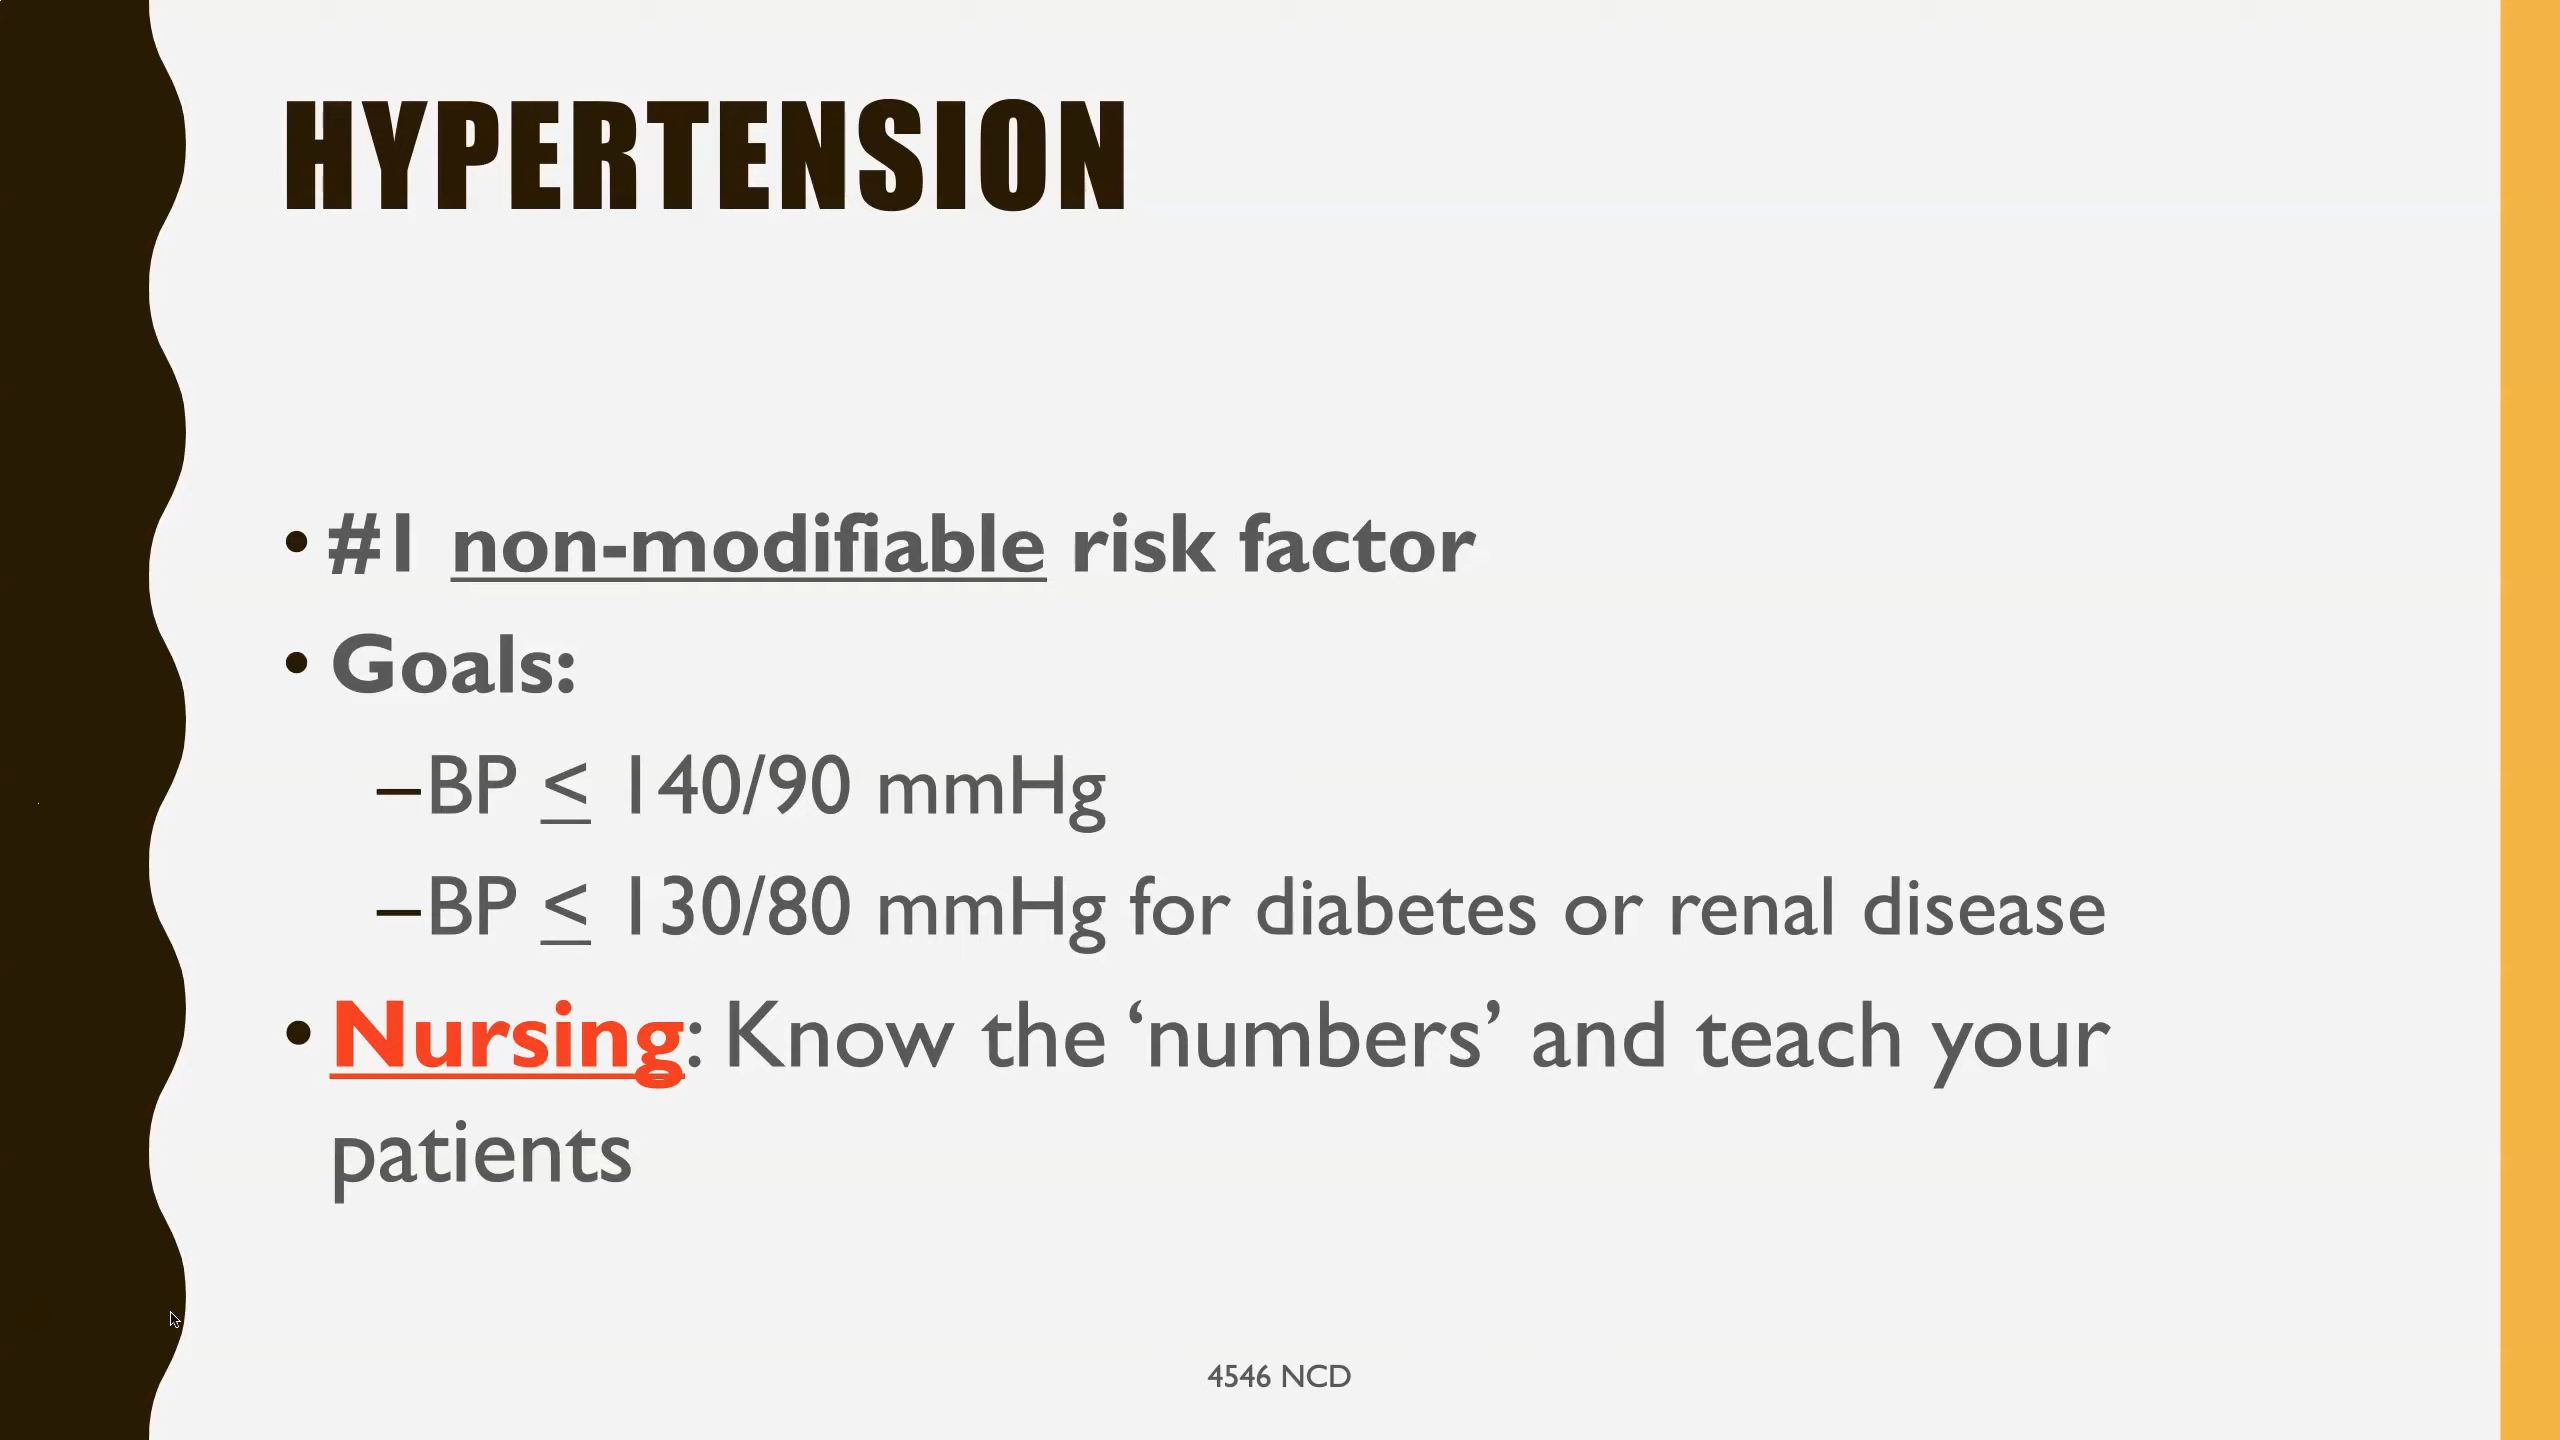 HYPERTENSION
• #1 non-modifiable risk factor
• Goals:
–BP ≤ 140/90 mmHg
–BP ≤ 130/80 mmHg for diabetes or renal disease
• Nursing: Know the ‘numbers’ and teach your
patients
4546 NCD